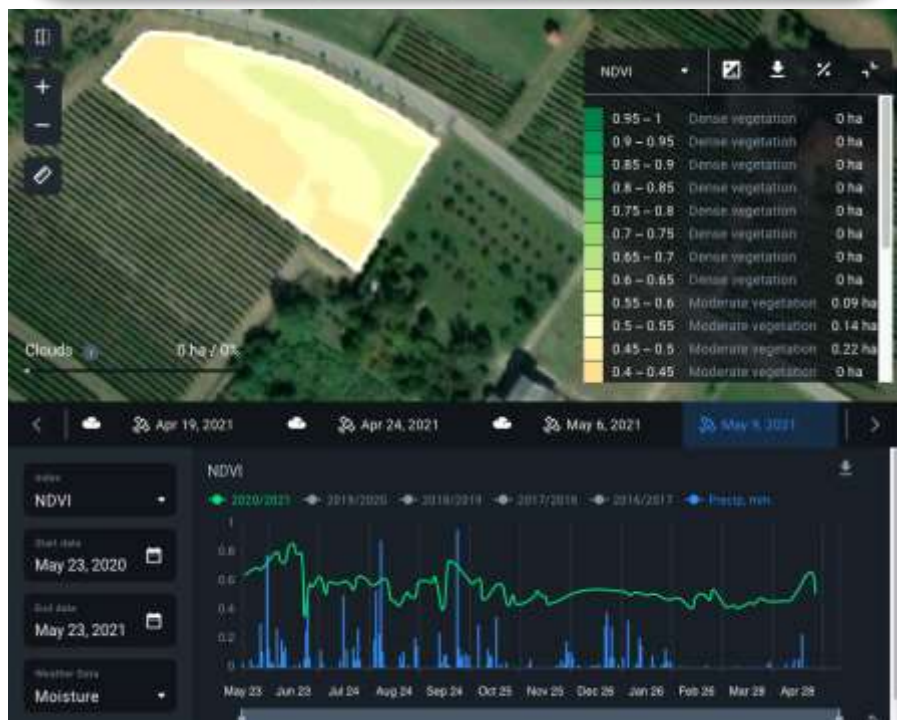 NDVI
0.95 – 1 Dense vegetation 0 ha
0.9 – 0.95 Dense vegetation 0 ha
0.85 – 0.9 Dense vegetation 0 ha
0.8 – 0.85 Dense vegetation 0 ha
0.75 – 0.8 Dense vegetation 0 ha
0.7 – 0.75 Dense vegetation 0 ha
0.65 – 0.7 Dense vegetation 0 ha
0.6 – 0.65 Dense vegetation 0 ha
0.55 – 0.6 Moderate vegetation 0.09 ha
0.5 – 0.55 Moderate vegetation 0.14 ha
0.45 – 0.5 Moderate vegetation 0.22 ha
0.4 – 0.45 Moderate vegetation 0 ha
Clouds 0 ha / 0%
Apr 19, 2021 Apr 24, 2021 May 6, 2021 May 9, 2021
Index
NDVI
Start date
May 23, 2020
End date
May 23, 2021
Weather Data
Moisture
NDVI
2020/2021 2019/2020 2018/2019 2017/2018 2016/2017 Precip, mm
1
0.8
0.6
0.4
0.2
0
May 23 Jun 23 Jul 24 Aug 24 Sep 24 Oct 25 Nov 25 Dec 26 Jan 26 Feb 26 Mar 28 Apr 28